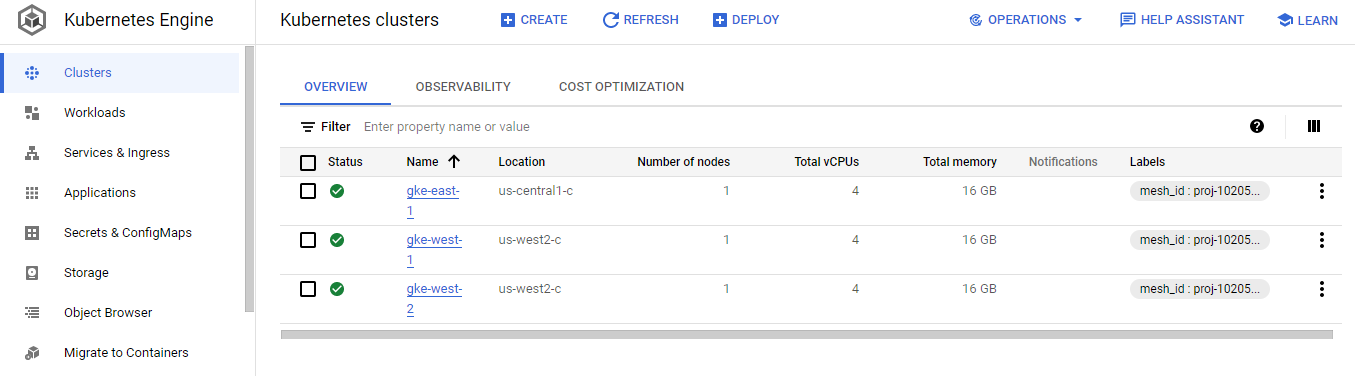 Kubernetes Engine
Kubernetes clusters
CREATE
REFRESH
DEPLOY
OPERATIONS
HELP ASSISTANT
LEARN
Clusters
Workloads
Services & Ingress
Applications
Secrets & ConfigMaps
Storage
Object Browser
Migrate to Containers
OVERVIEW
OBSERVABILITY
COST OPTIMIZATION
Filter Enter property name or value
Status Name Location Number of nodes Total vCPUs Total memory Notifications Labels
gke-east- us-central1-c 1 4 16 GB mesh_id : proj-10205...
1
gke-west- us-west2-c 1 4 16 GB mesh_id : proj-10205...
1
gke-west- us-west2-c 1 4 16 GB mesh_id : proj-10205...
2